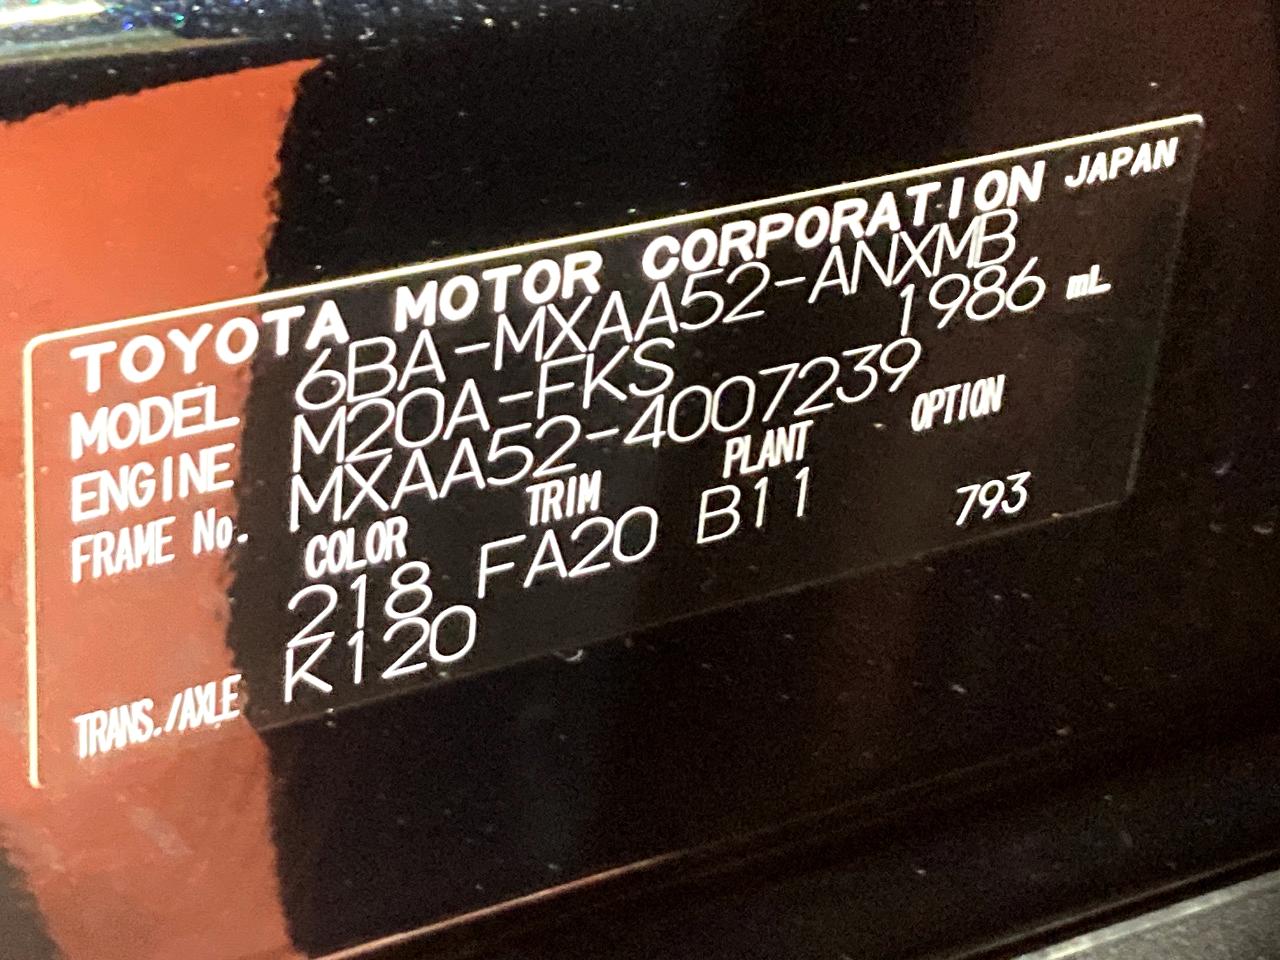 TOYOTA MOTOR CORPORATION JAPAN
MODEL 6BA-MXAA52-ANXMB
ENGINE M20A-FKS 1986 mL
FRAME No. MXAA52-4007239
COLOR TRIM PLANT OPTION
218 FA20 B11 793
TRANS./AXLE K120